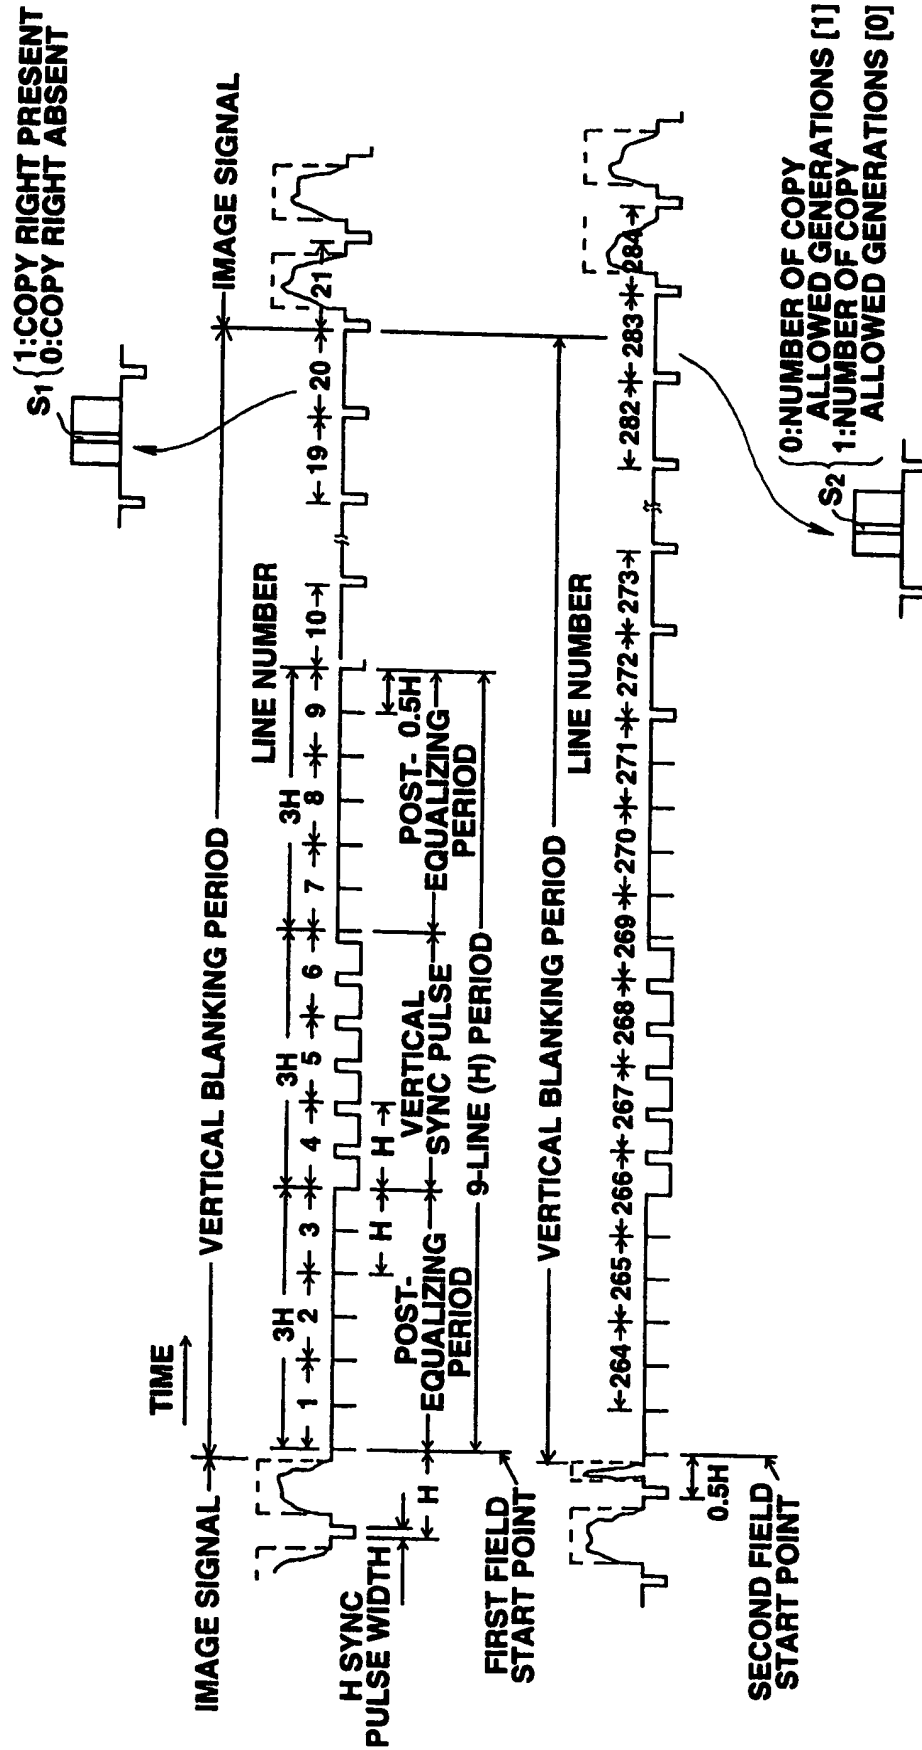 1:COPY RIGHT PRESENT
S1 { 0:COPY RIGHT ABSENT
TIME
IMAGE SIGNAL
VERTICAL BLANKING PERIOD
IMAGE SIGNAL
3H
3H
3H
LINE NUMBER
1 2 3 4 5 6 7 8 9 10 19 20 21
H SYNC
PULSE WIDTH
H
H
H
0.5H
POST-
EQUALIZING
PERIOD
VERTICAL
SYNC PULSE
POST-
EQUALIZING
PERIOD
9-LINE (H) PERIOD
FIRST FIELD
START POINT
VERTICAL BLANKING PERIOD
LINE NUMBER
264 265 266 267 268 269 270 271 272 273 282 283 284
0.5H
SECOND FIELD
START POINT
S2 { 0:NUMBER OF COPY
ALLOWED GENERATIONS [1]
1:NUMBER OF COPY
ALLOWED GENERATIONS [0]